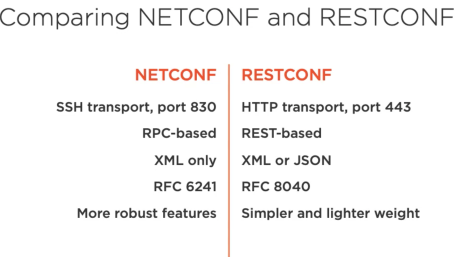 Comparing NETCONF and RESTCONF
NETCONF
SSH transport, port 830
RPC-based
XML only
RFC 6241
More robust features
RESTCONF
HTTP transport, port 443
REST-based
XML or JSON
RFC 8040
Simpler and lighter weight